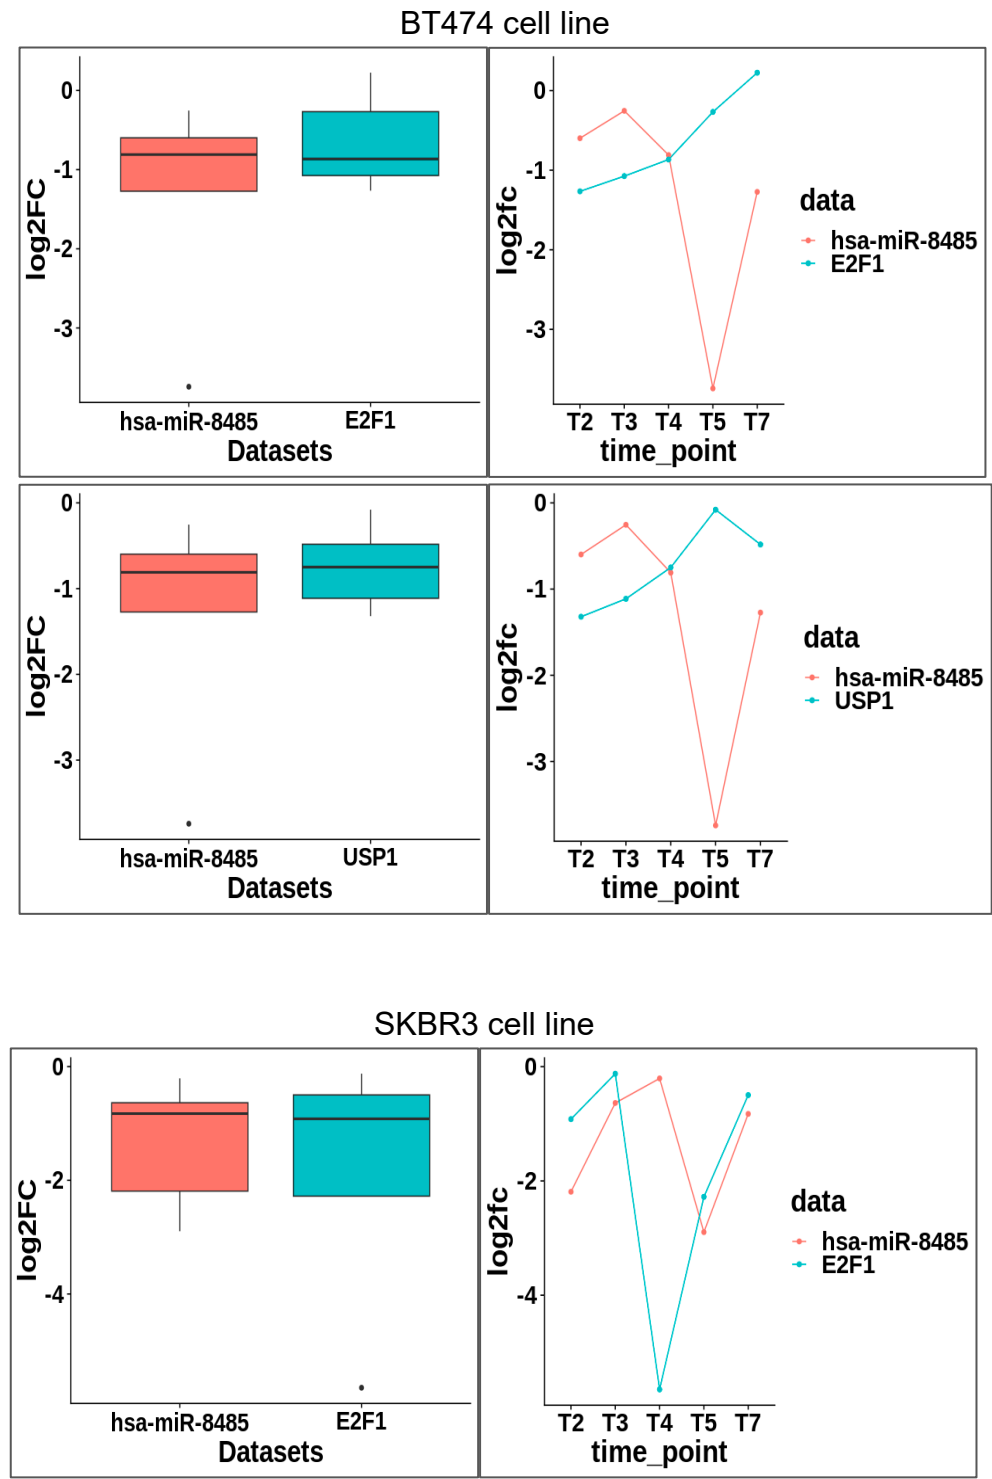 BT474 cell line
0
-1
-2
-3
log2FC
hsa-miR-8485 E2F1
Datasets
0
-1
-2
-3
log2fc
T2 T3 T4 T5 T7
time_point
data
hsa-miR-8485
E2F1
0
-1
-2
-3
log2FC
hsa-miR-8485 USP1
Datasets
0
-1
-2
-3
log2fc
T2 T3 T4 T5 T7
time_point
data
hsa-miR-8485
USP1
SKBR3 cell line
0
-2
-4
log2FC
hsa-miR-8485 E2F1
Datasets
0
-2
-4
log2fc
T2 T3 T4 T5 T7
time_point
data
hsa-miR-8485
E2F1